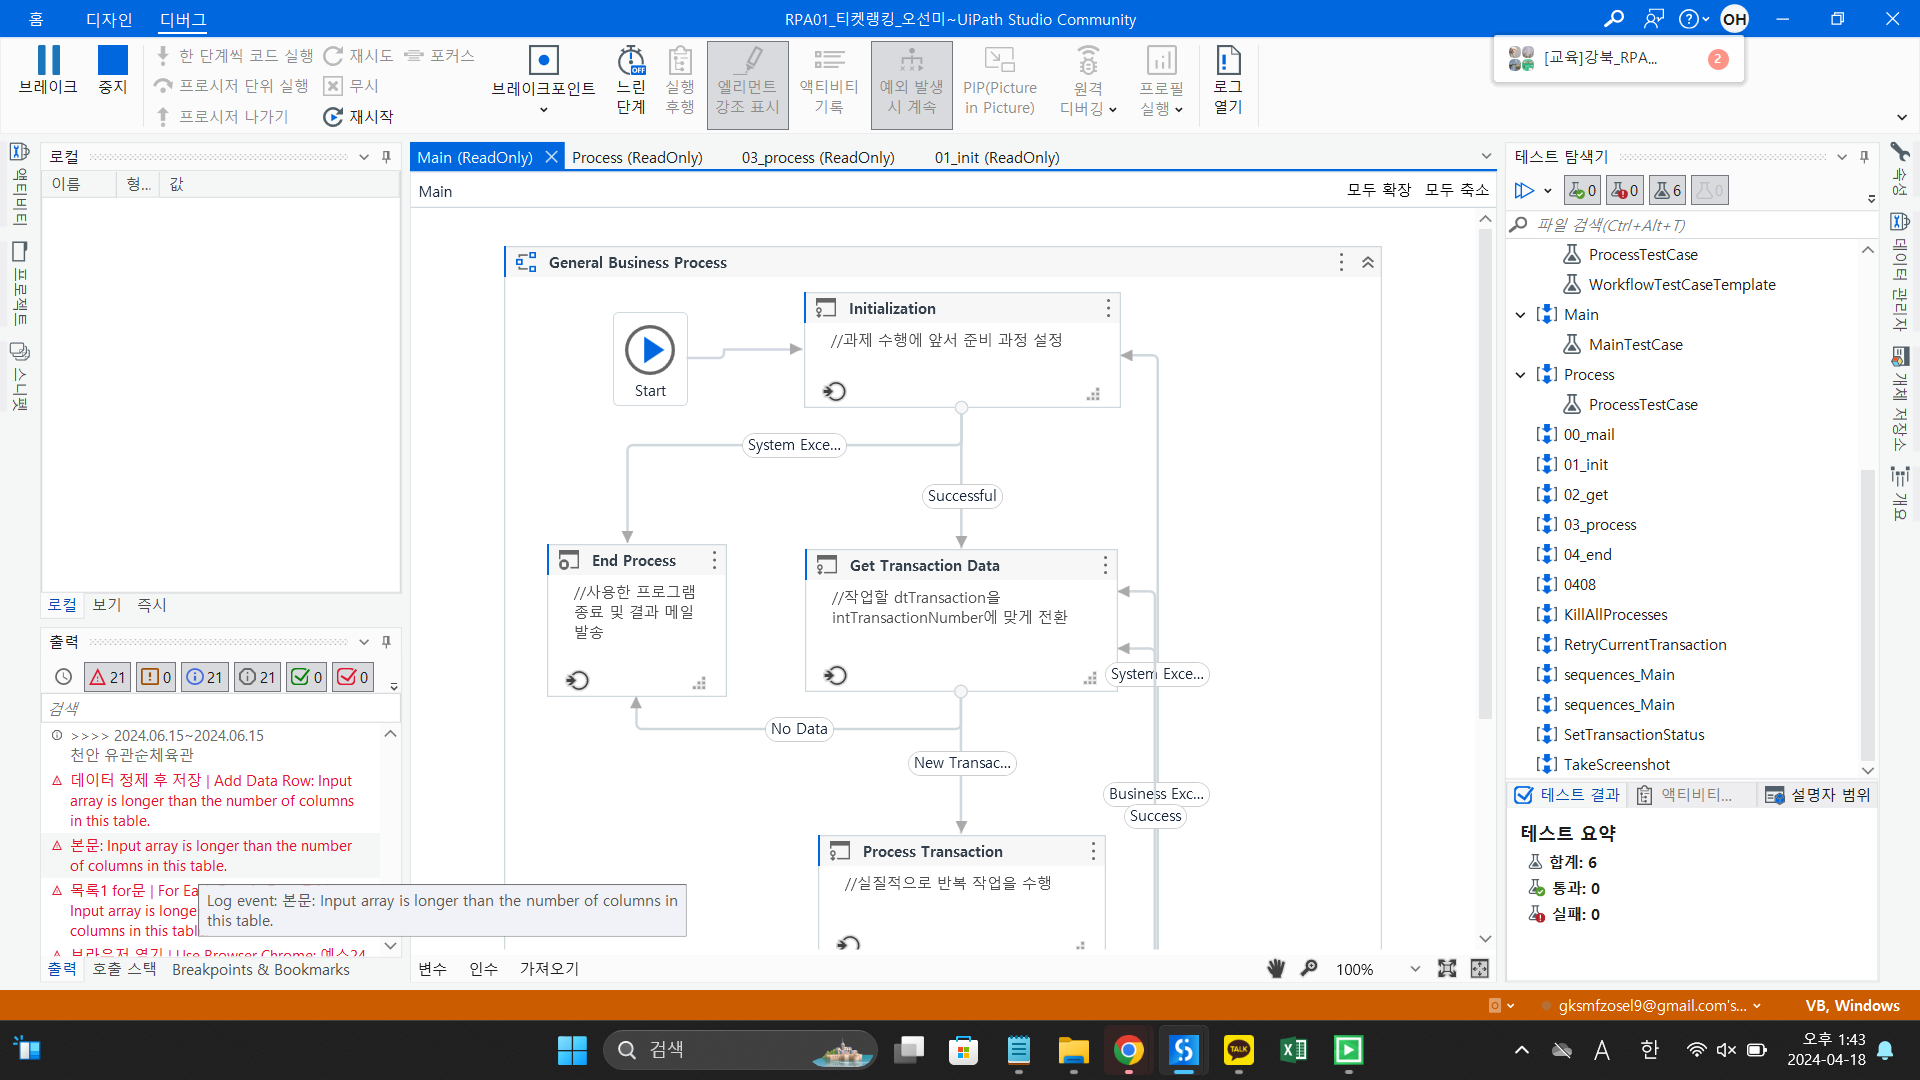 홈
디자인
디버그
RPA01_티켓랭킹_오선미~UiPath Studio Community
OH
브레이크
중지
한 단계씩 코드 실행
프로시저 단위 실행
프로시저 나가기
재시도
무시
재시작
포커스
브레이크포인트
느린
단계
OFF
실행
후행
엘리먼트
강조 표시
액티비티
기록
예외 발생
시 계속
PIP(Picture
in Picture)
원격
디버깅
프로필
실행
로그
열기
[교육]강북_RPA...
2
액티비티
프로젝트
스니펫
로컬
이름
형...
값
로컬
보기
즉시
출력
21
0
21
21
0
0
검색
>>>> 2024.06.15~2024.06.15
천안 유관순체육관
데이터 정제 후 저장 | Add Data Row: Input
array is longer than the number of columns
in this table.
본문: Input array is longer than the number
of columns in this table.
목록1 for문 | For Ea
Input array is longe
columns in this tabl
브라우저 열기 | Use Browser Chrome: 예스24
Log event: 본문: Input array is longer than the number of columns in
this table.
출력
호출 스택
Breakpoints & Bookmarks
Main (ReadOnly)
Process (ReadOnly)
03_process (ReadOnly)
01_init (ReadOnly)
Main
모두 확장
모두 축소
General Business Process
Start
Initialization
//과제 수행에 앞서 준비 과정 설정
System Exce...
Successful
End Process
//사용한 프로그램
종료 및 결과 메일
발송
Get Transaction Data
//작업할 dtTransaction을
intTransactionNumber에 맞게 전환
System Exce...
No Data
New Transac...
Business Exc...
Success
Process Transaction
//실질적으로 반복 작업을 수행
변수
인수
가져오기
100%
테스트 탐색기
0
0
6
0
파일 검색(Ctrl+Alt+T)
ProcessTestCase
WorkflowTestCaseTemplate
Main
MainTestCase
Process
ProcessTestCase
00_mail
01_init
02_get
03_process
04_end
0408
KillAllProcesses
RetryCurrentTransaction
sequences_Main
sequences_Main
SetTransactionStatus
TakeScreenshot
테스트 결과
액티비티...
설명자 범위
테스트 요약
합계: 6
통과: 0
실패: 0
속성
데이터 관리자
개체 저장소
개요
gksmfzosel9@gmail.com's...
VB, Windows
검색
TALK
A
한
오후 1:43
2024-04-18